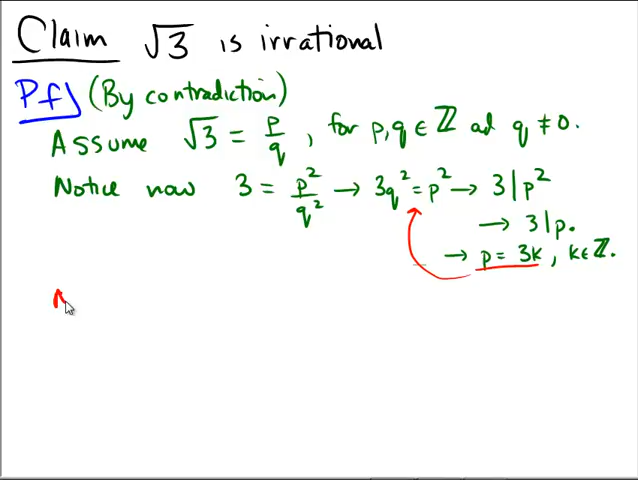 Claim √3 is irrational
Pf) (By contradiction)
Assume √3 = p/q, for p,q ∈ ℤ ad q ≠ 0.
Notice now 3 = p²/q² → 3q² = p² → 3|p²
→ 3|p.
→ p = 3k, k∈ℤ.